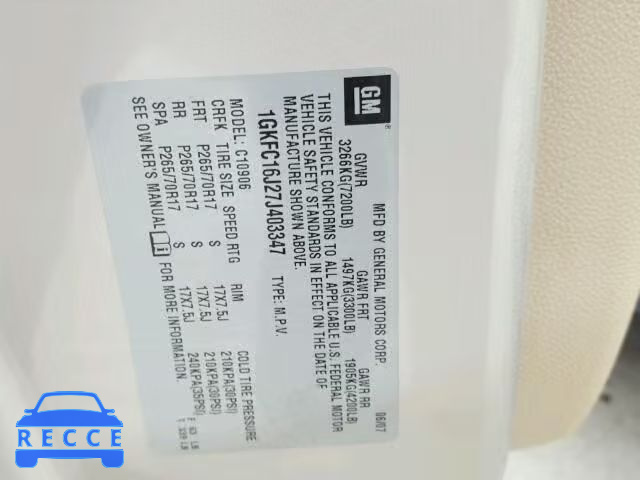 GM ®
MFD BY GENERAL MOTORS CORP. 06/07
GVWR GAWR FRT GAWR RR
3266KG(7200LB) 1497KG(3300LB) 1905KG(4200LB)
THIS VEHICLE CONFORMS TO ALL APPLICABLE U.S. FEDERAL MOTOR
VEHICLE SAFETY STANDARDS IN EFFECT ON THE DATE OF
MANUFACTURE SHOWN ABOVE.
1GKFC16J27J403347 TYPE: M.P.V.
MODEL: C10906
CRFK TIRE SIZE SPEED RTG RIM COLD TIRE PRESSURE
FRT P265/70R17 S 17X7.5J 210KPA(30PSI)
RR P265/70R17 S 17X7.5J 210KPA(30PSI)
SPA P265/70R17 S 17X7.5J 240KPA(35PSI)
SEE OWNER'S MANUAL FOR MORE INFORMATION.
RECCE